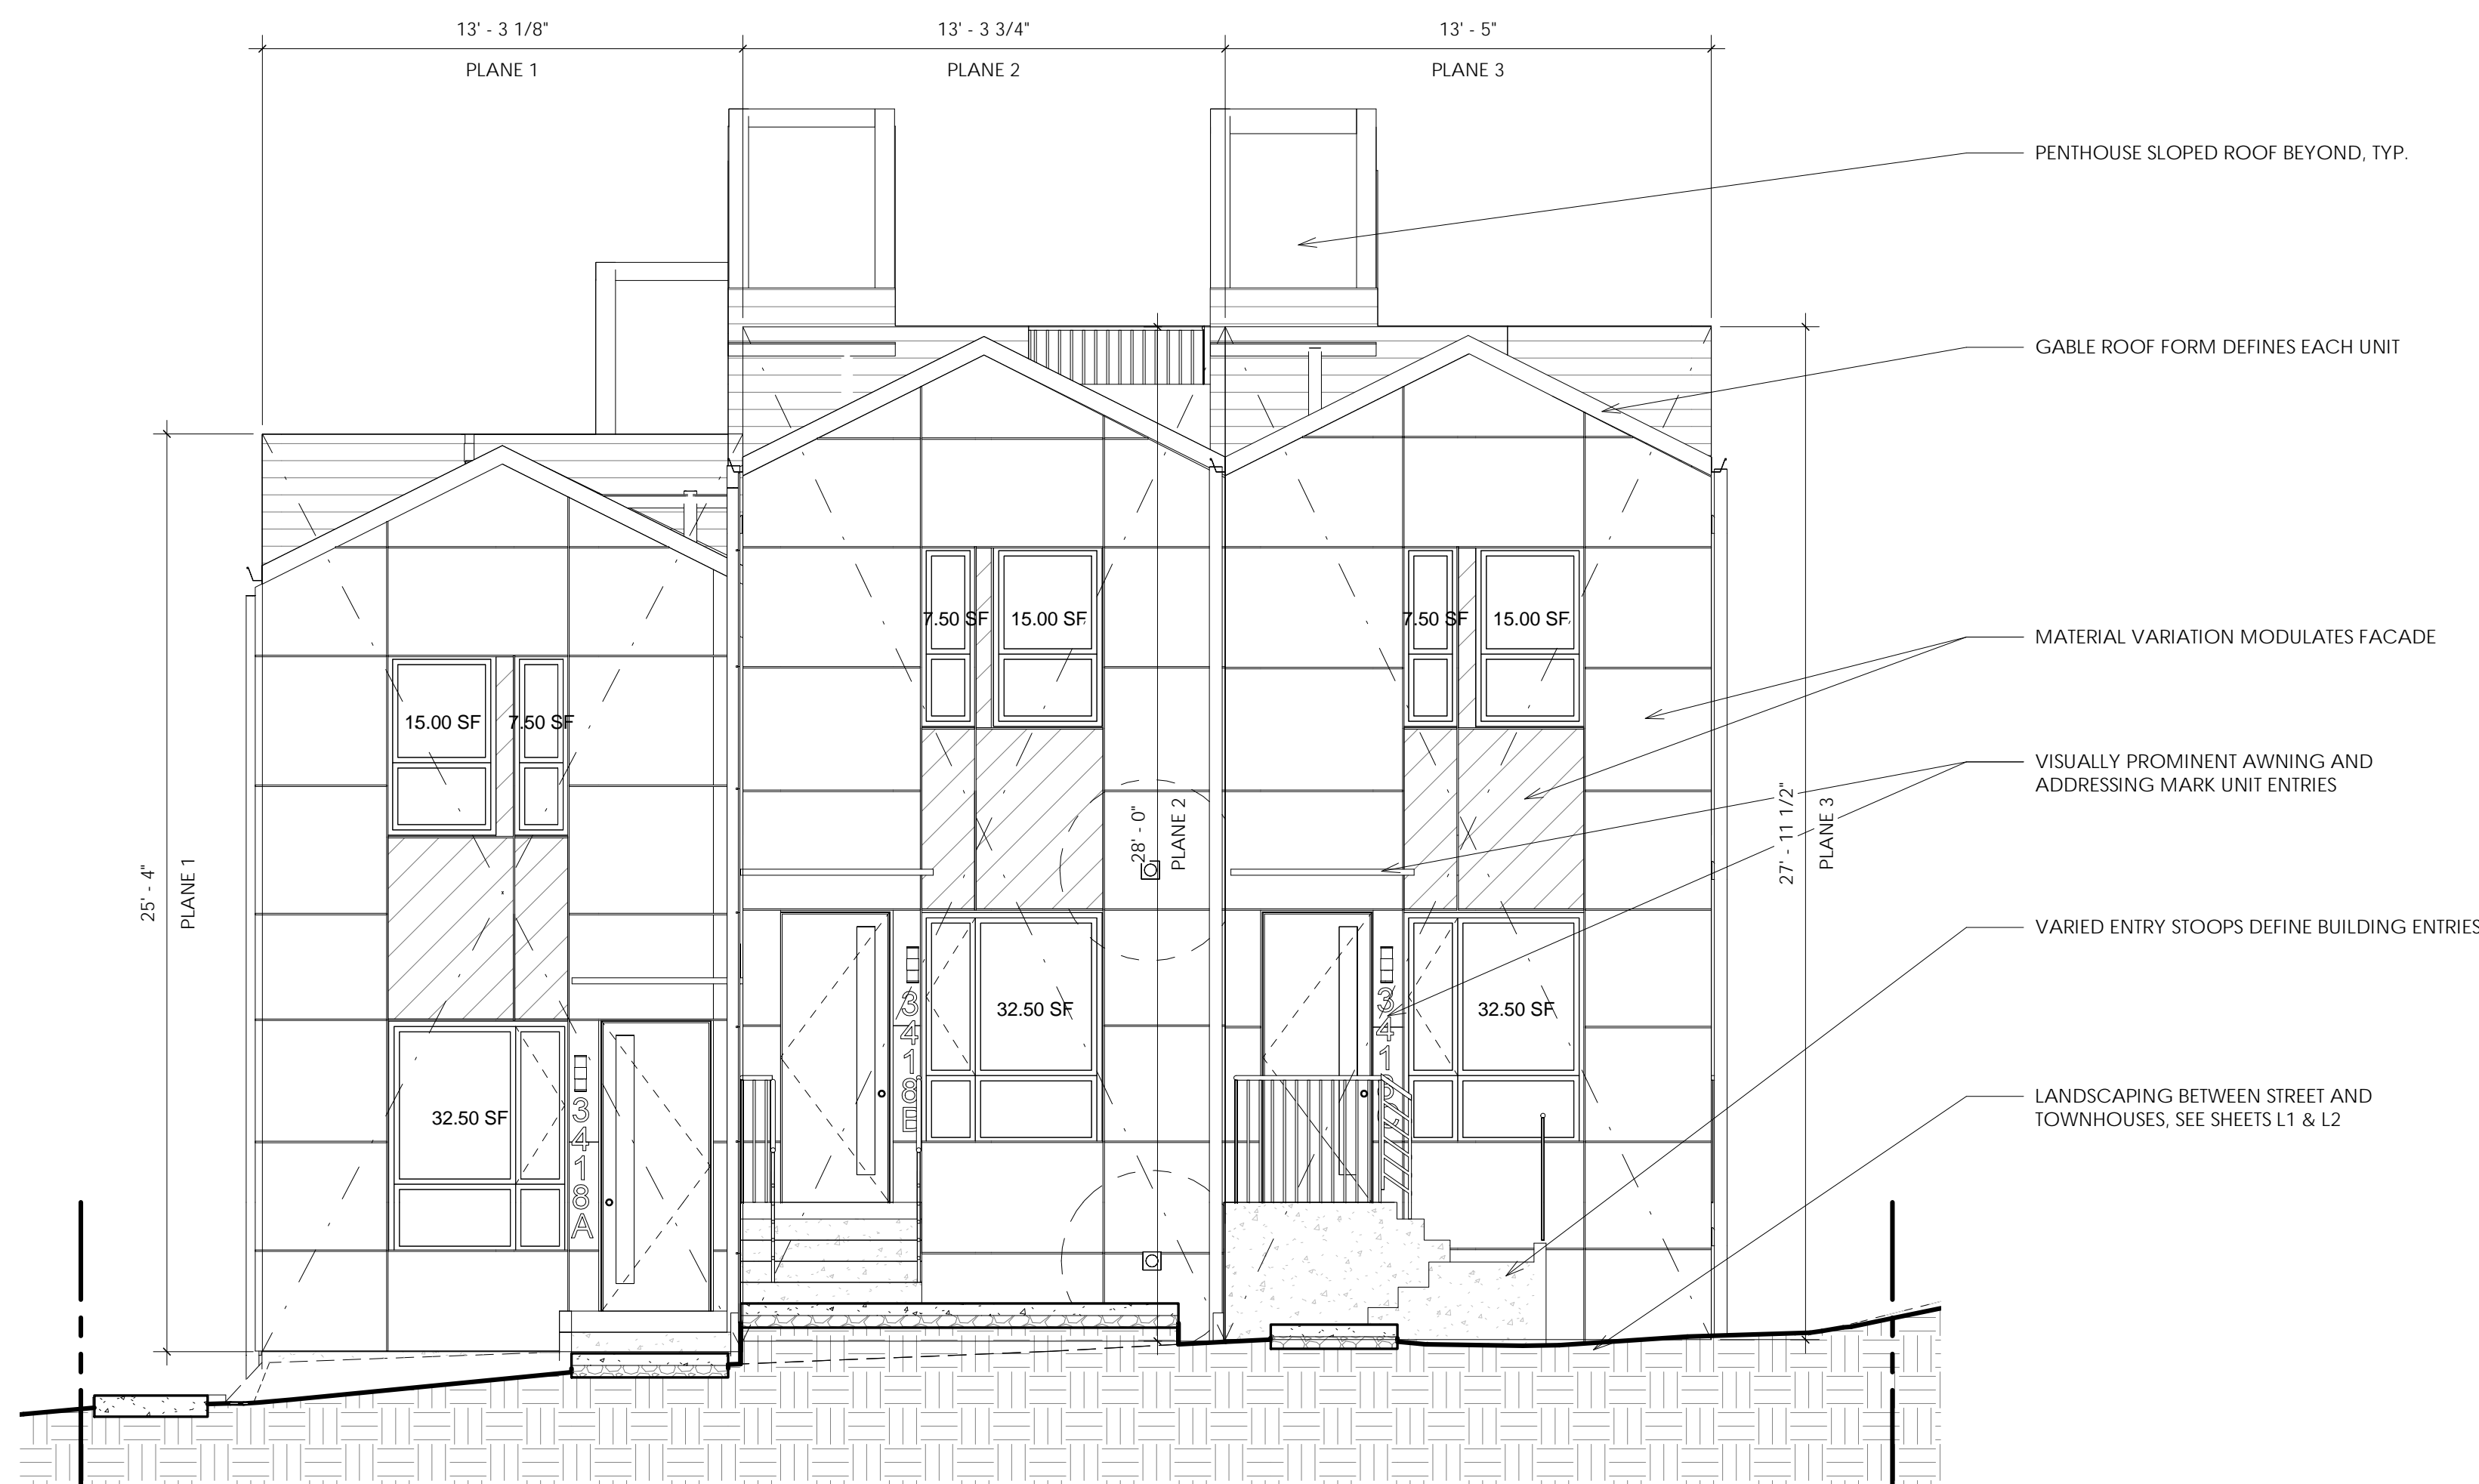 13' - 3 1/8"
13' - 3 3/4"
13' - 5"
PLANE 1
PLANE 2
PLANE 3
PENTHOUSE SLOPED ROOF BEYOND, TYP.
GABLE ROOF FORM DEFINES EACH UNIT
7.50 SF
15.00 SF
7.50 SF
15.00 SF
MATERIAL VARIATION MODULATES FACADE
15.00 SF
7.50 SF
VISUALLY PROMINENT AWNING AND
ADDRESSING MARK UNIT ENTRIES
25' - 4"
PLANE 1
28' - 0"
PLANE 2
27' - 11 1/2"
PLANE 3
VARIED ENTRY STOOPS DEFINE BUILDING ENTRIES
32.50 SF
32.50 SF
3418B
3418C
32.50 SF
3418A
LANDSCAPING BETWEEN STREET AND
TOWNHOUSES, SEE SHEETS L1 & L2